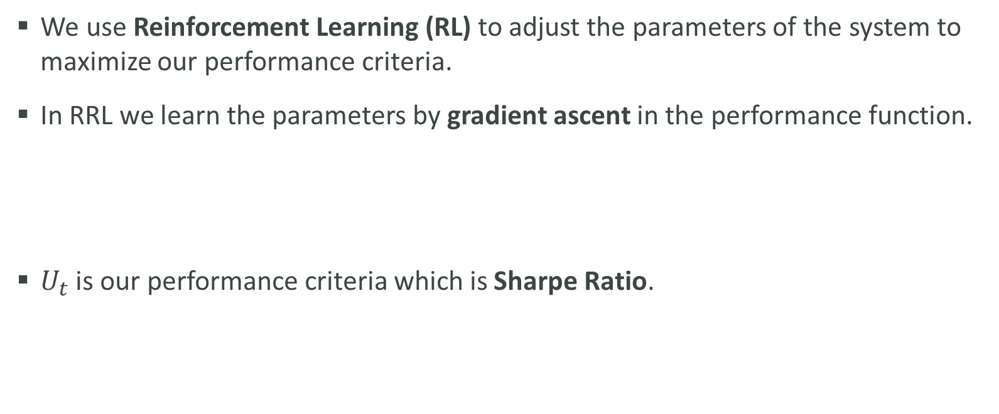 ▪ We use Reinforcement Learning (RL) to adjust the parameters of the system to
maximize our performance criteria.
▪ In RRL we learn the parameters by gradient ascent in the performance function.
▪ U_t is our performance criteria which is Sharpe Ratio.